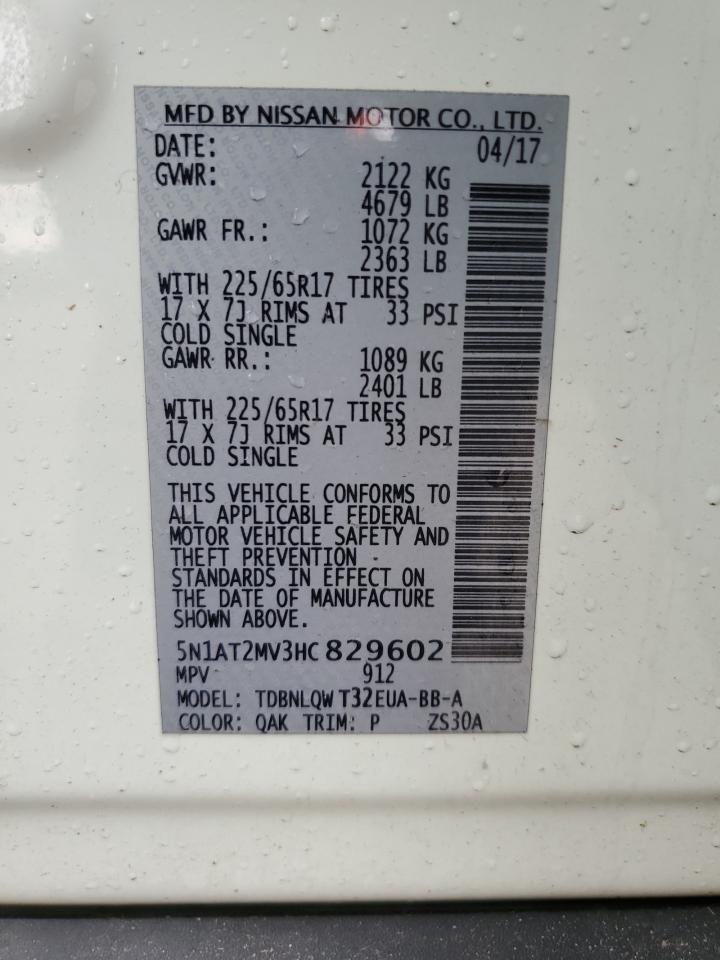 MFD BY NISSAN MOTOR CO., LTD.
DATE: 04/17
GVWR: 2122 KG
4679 LB
GAWR FR.: 1072 KG
2363 LB
WITH 225/65R17 TIRES
17 X 7J RIMS AT 33 PSI
COLD SINGLE
GAWR RR.: 1089 KG
2401 LB
WITH 225/65R17 TIRES
17 X 7J RIMS AT 33 PSI
COLD SINGLE
THIS VEHICLE CONFORMS TO
ALL APPLICABLE FEDERAL
MOTOR VEHICLE SAFETY AND
THEFT PREVENTION
STANDARDS IN EFFECT ON
THE DATE OF MANUFACTURE
SHOWN ABOVE.
5N1AT2MV3HC829602
MPV 912
MODEL: TDBNLQW T32EUA-BB-A
COLOR: QAK TRIM: P ZS30A